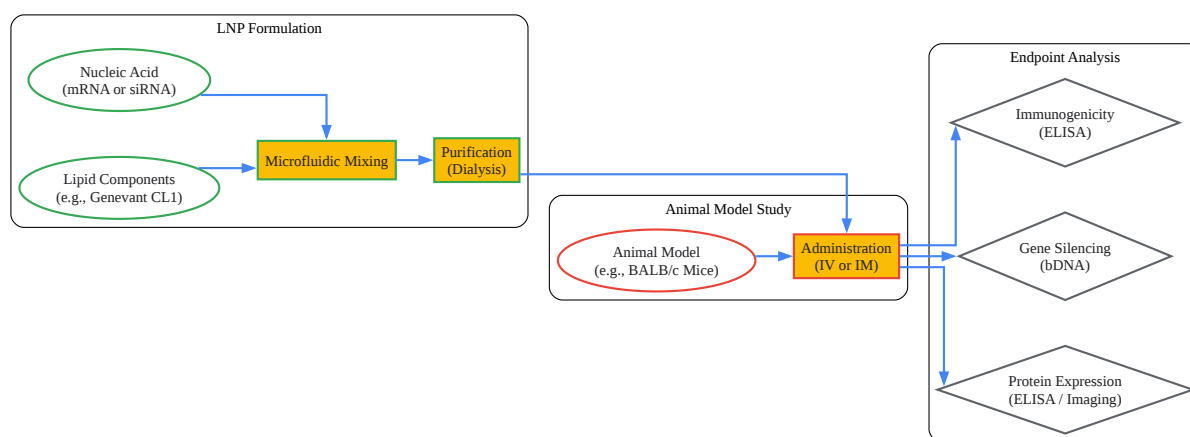 LNP Formulation
Nucleic Acid
(mRNA or siRNA)
Lipid Components
(e.g., Genevant CL1)
Microfluidic Mixing
Purification
(Dialysis)
Animal Model Study
Animal Model
(e.g., BALB/c Mice)
Administration
(IV or IM)
Endpoint Analysis
Immunogenicity
(ELISA)
Gene Silencing
(bDNA)
Protein Expression
(ELISA / Imaging)